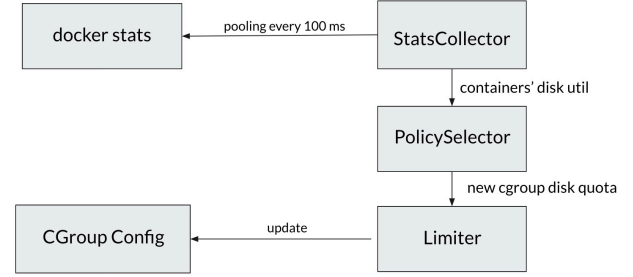 docker stats
pooling every 100 ms
StatsCollector
containers' disk util
PolicySelector
new cgroup disk quota
CGroup Config
update
Limiter